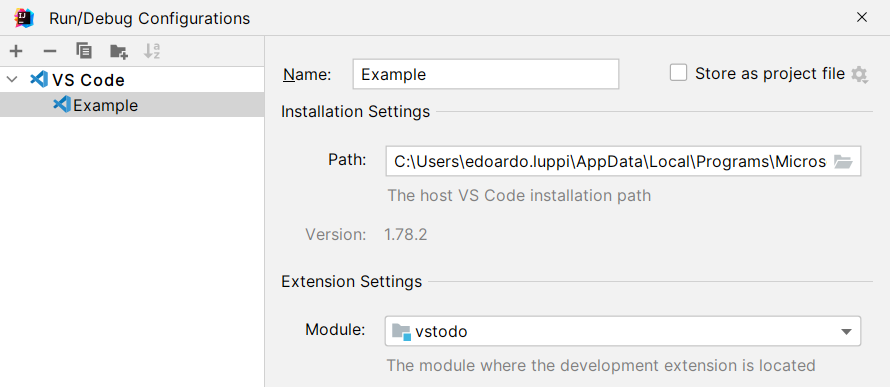 Run/Debug Configurations
VS Code
Example
Name: Example
Store as project file
Installation Settings
Path: C:\Users\edoardo.luppi\AppData\Local\Programs\Micros
The host VS Code installation path
Version: 1.78.2
Extension Settings
Module: vstodo
The module where the development extension is located